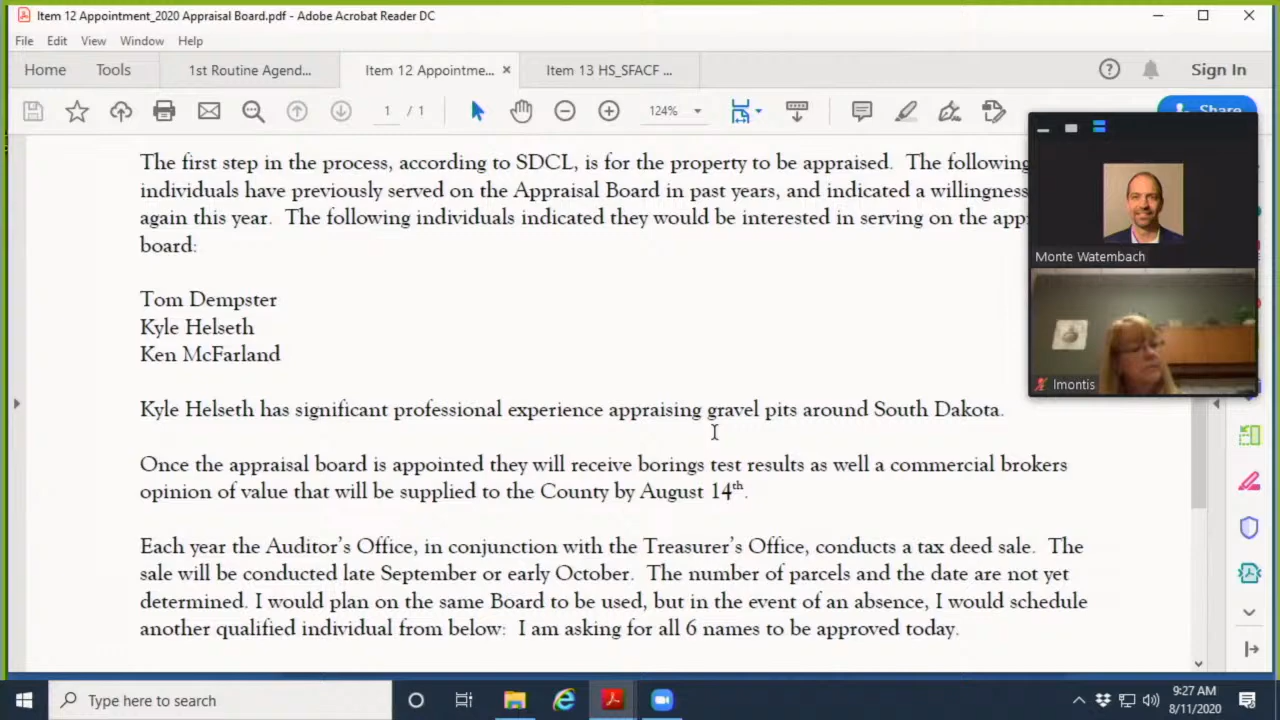 Item 12 Appointment_2020 Appraisal Board.pdf - Adobe Acrobat Reader DC
File Edit View Window Help
Home Tools 1st Routine Agend... Item 12 Appointme... Item 13 HS_SFACF ... Sign In
1 / 1 124% Share
The first step in the process, according to SDCL, is for the property to be appraised. The following
individuals have previously served on the Appraisal Board in past years, and indicated a willingness
again this year. The following individuals indicated they would be interested in serving on the app
board:
Tom Dempster
Kyle Helseth
Ken McFarland
Kyle Helseth has significant professional experience appraising gravel pits around South Dakota.
Once the appraisal board is appointed they will receive borings test results as well a commercial brokers
opinion of value that will be supplied to the County by August 14th.
Each year the Auditor's Office, in conjunction with the Treasurer's Office, conducts a tax deed sale. The
sale will be conducted late September or early October. The number of parcels and the date are not yet
determined. I would plan on the same Board to be used, but in the event of an absence, I would schedule
another qualified individual from below: I am asking for all 6 names to be approved today.
Monte Watembach
lmontis
Type here to search
9:27 AM
8/11/2020